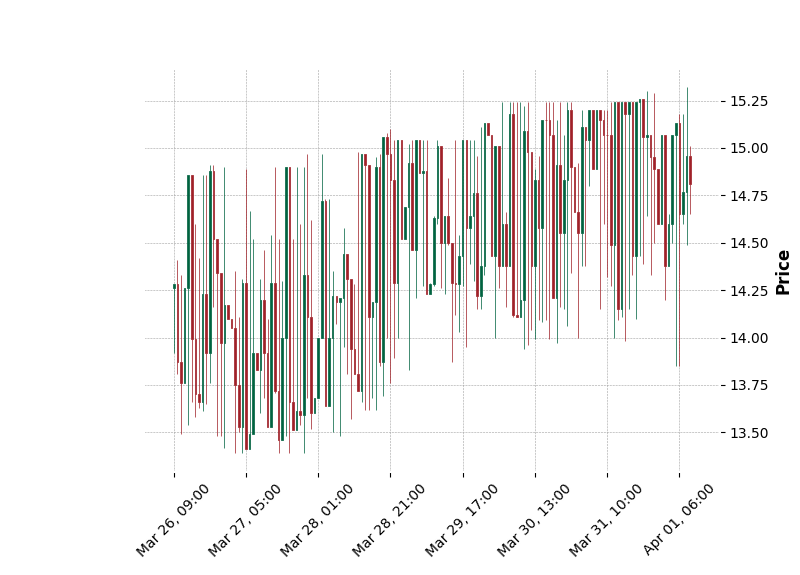 15.25
15.00
14.75
14.50
14.25
14.00
13.75
13.50
Price
Mar 26, 09:00
Mar 27, 05:00
Mar 28, 01:00
Mar 28, 21:00
Mar 29, 17:00
Mar 30, 13:00
Mar 31, 10:00
Apr 01, 06:00